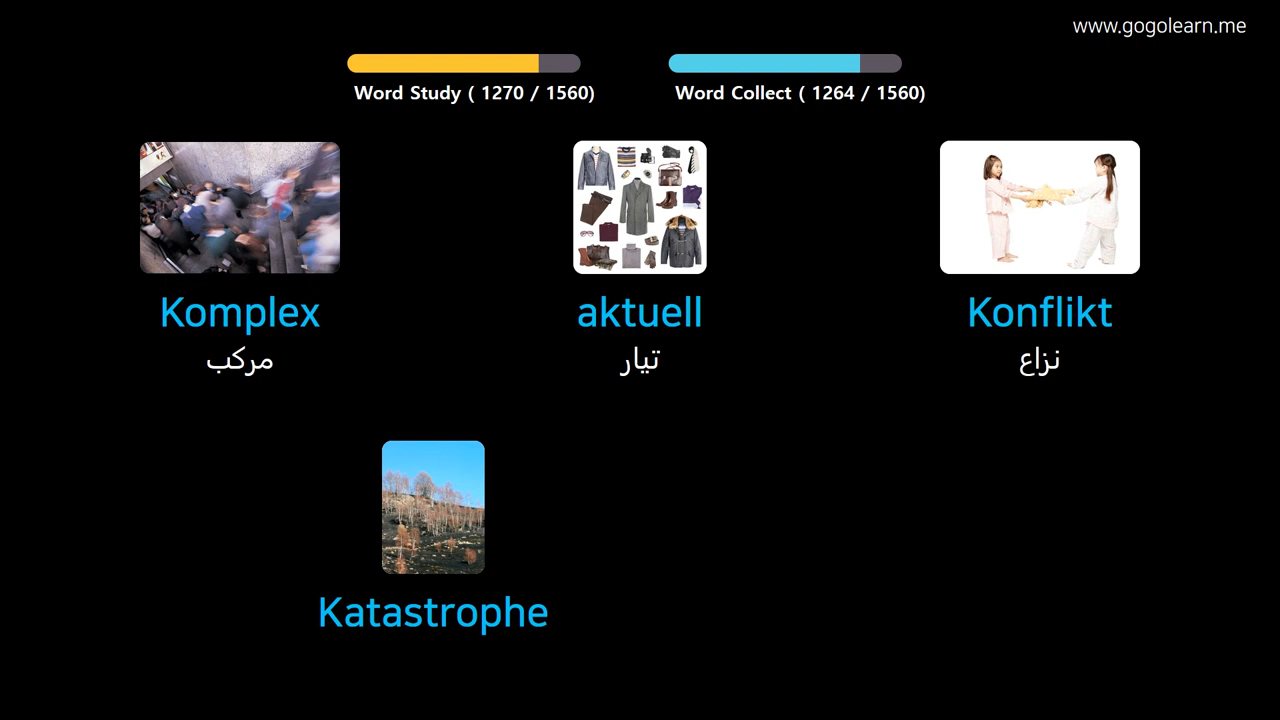 www.gogolearn.me
Word Study ( 1270 / 1560)
Word Collect ( 1264 / 1560)
Komplex
مركب
aktuell
تيار
Konflikt
نزاع
Katastrophe